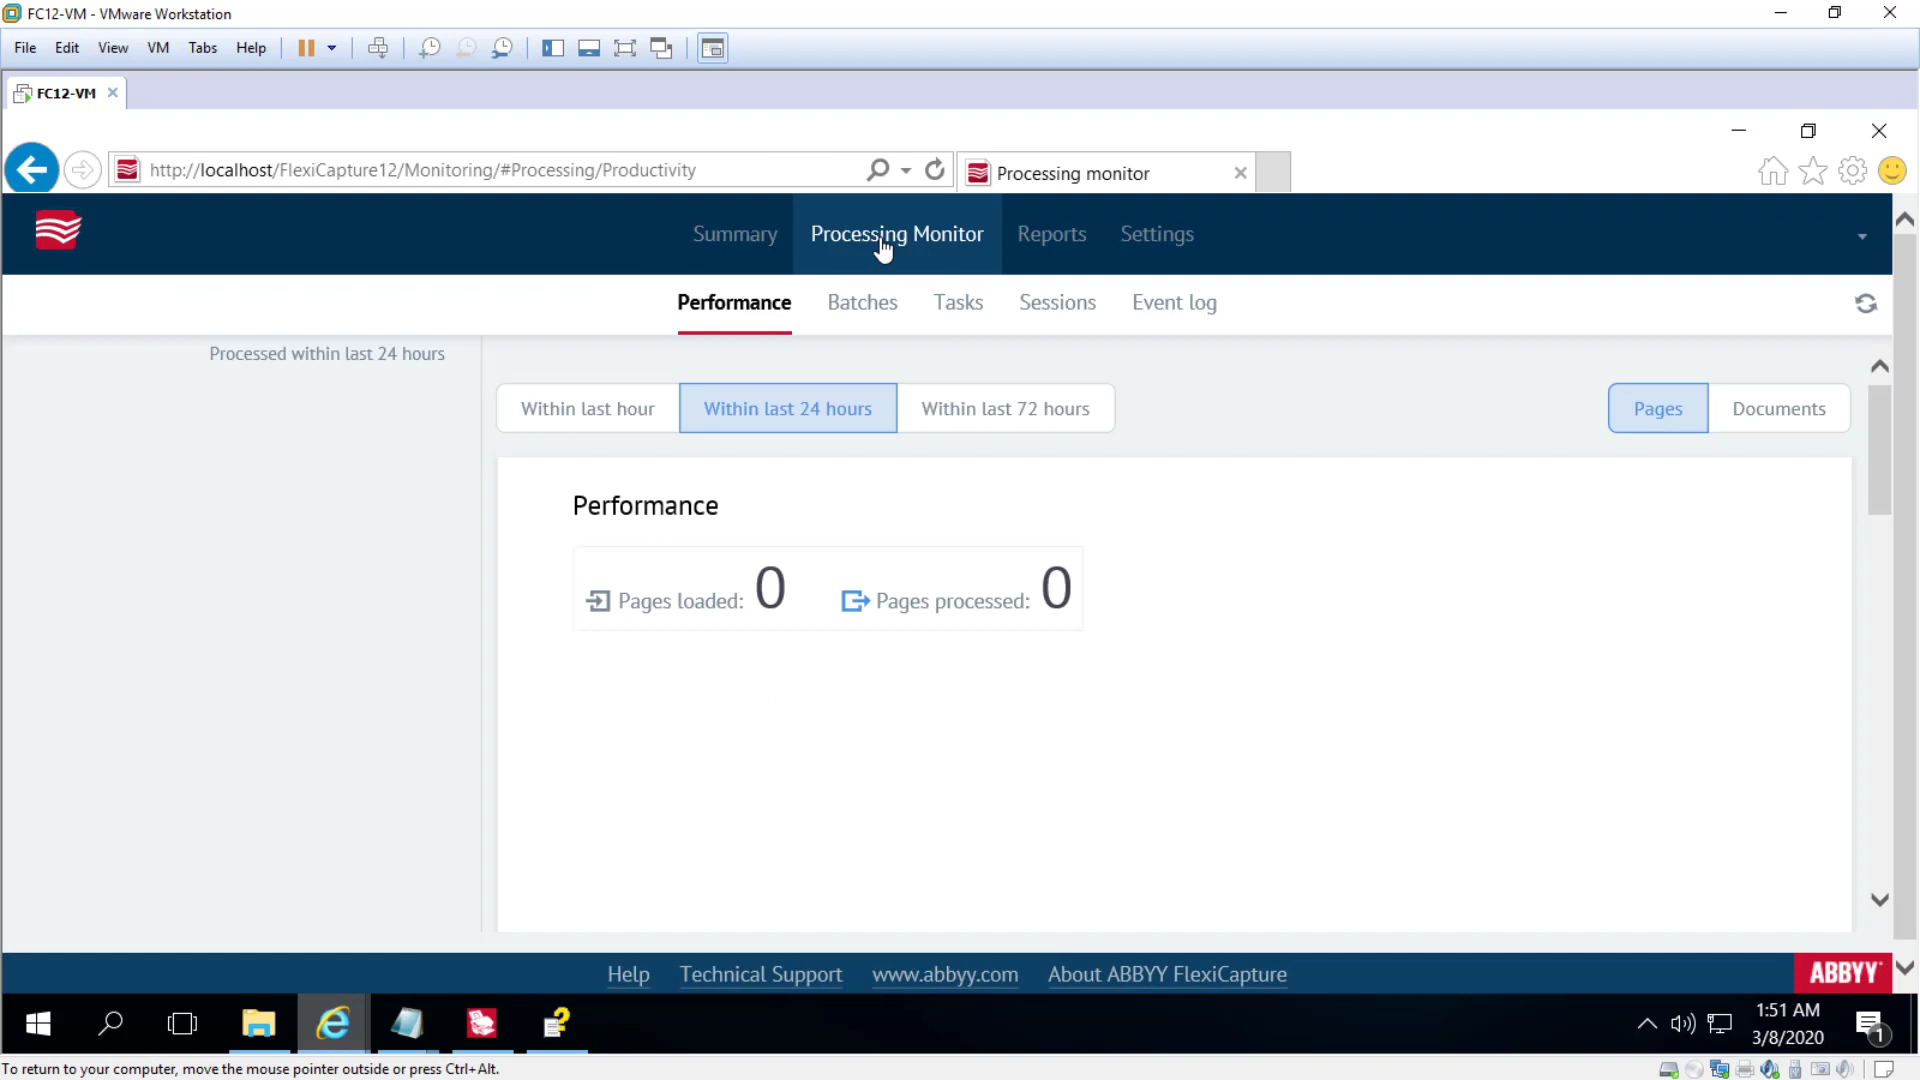 FC12-VM - VMware Workstation
File Edit View VM Tabs Help
FC12-VM
http://localhost/FlexiCapture12/Monitoring/#Processing/Productivity
Processing monitor
Summary Processing Monitor Reports Settings
Performance Batches Tasks Sessions Event log
Processed within last 24 hours
Within last hour Within last 24 hours Within last 72 hours Pages Documents
Performance
Pages loaded: 0 Pages processed: 0
Help Technical Support www.abbyy.com About ABBYY FlexiCapture ABBYY
1:51 AM
3/8/2020
1
To return to your computer, move the mouse pointer outside or press Ctrl+Alt.